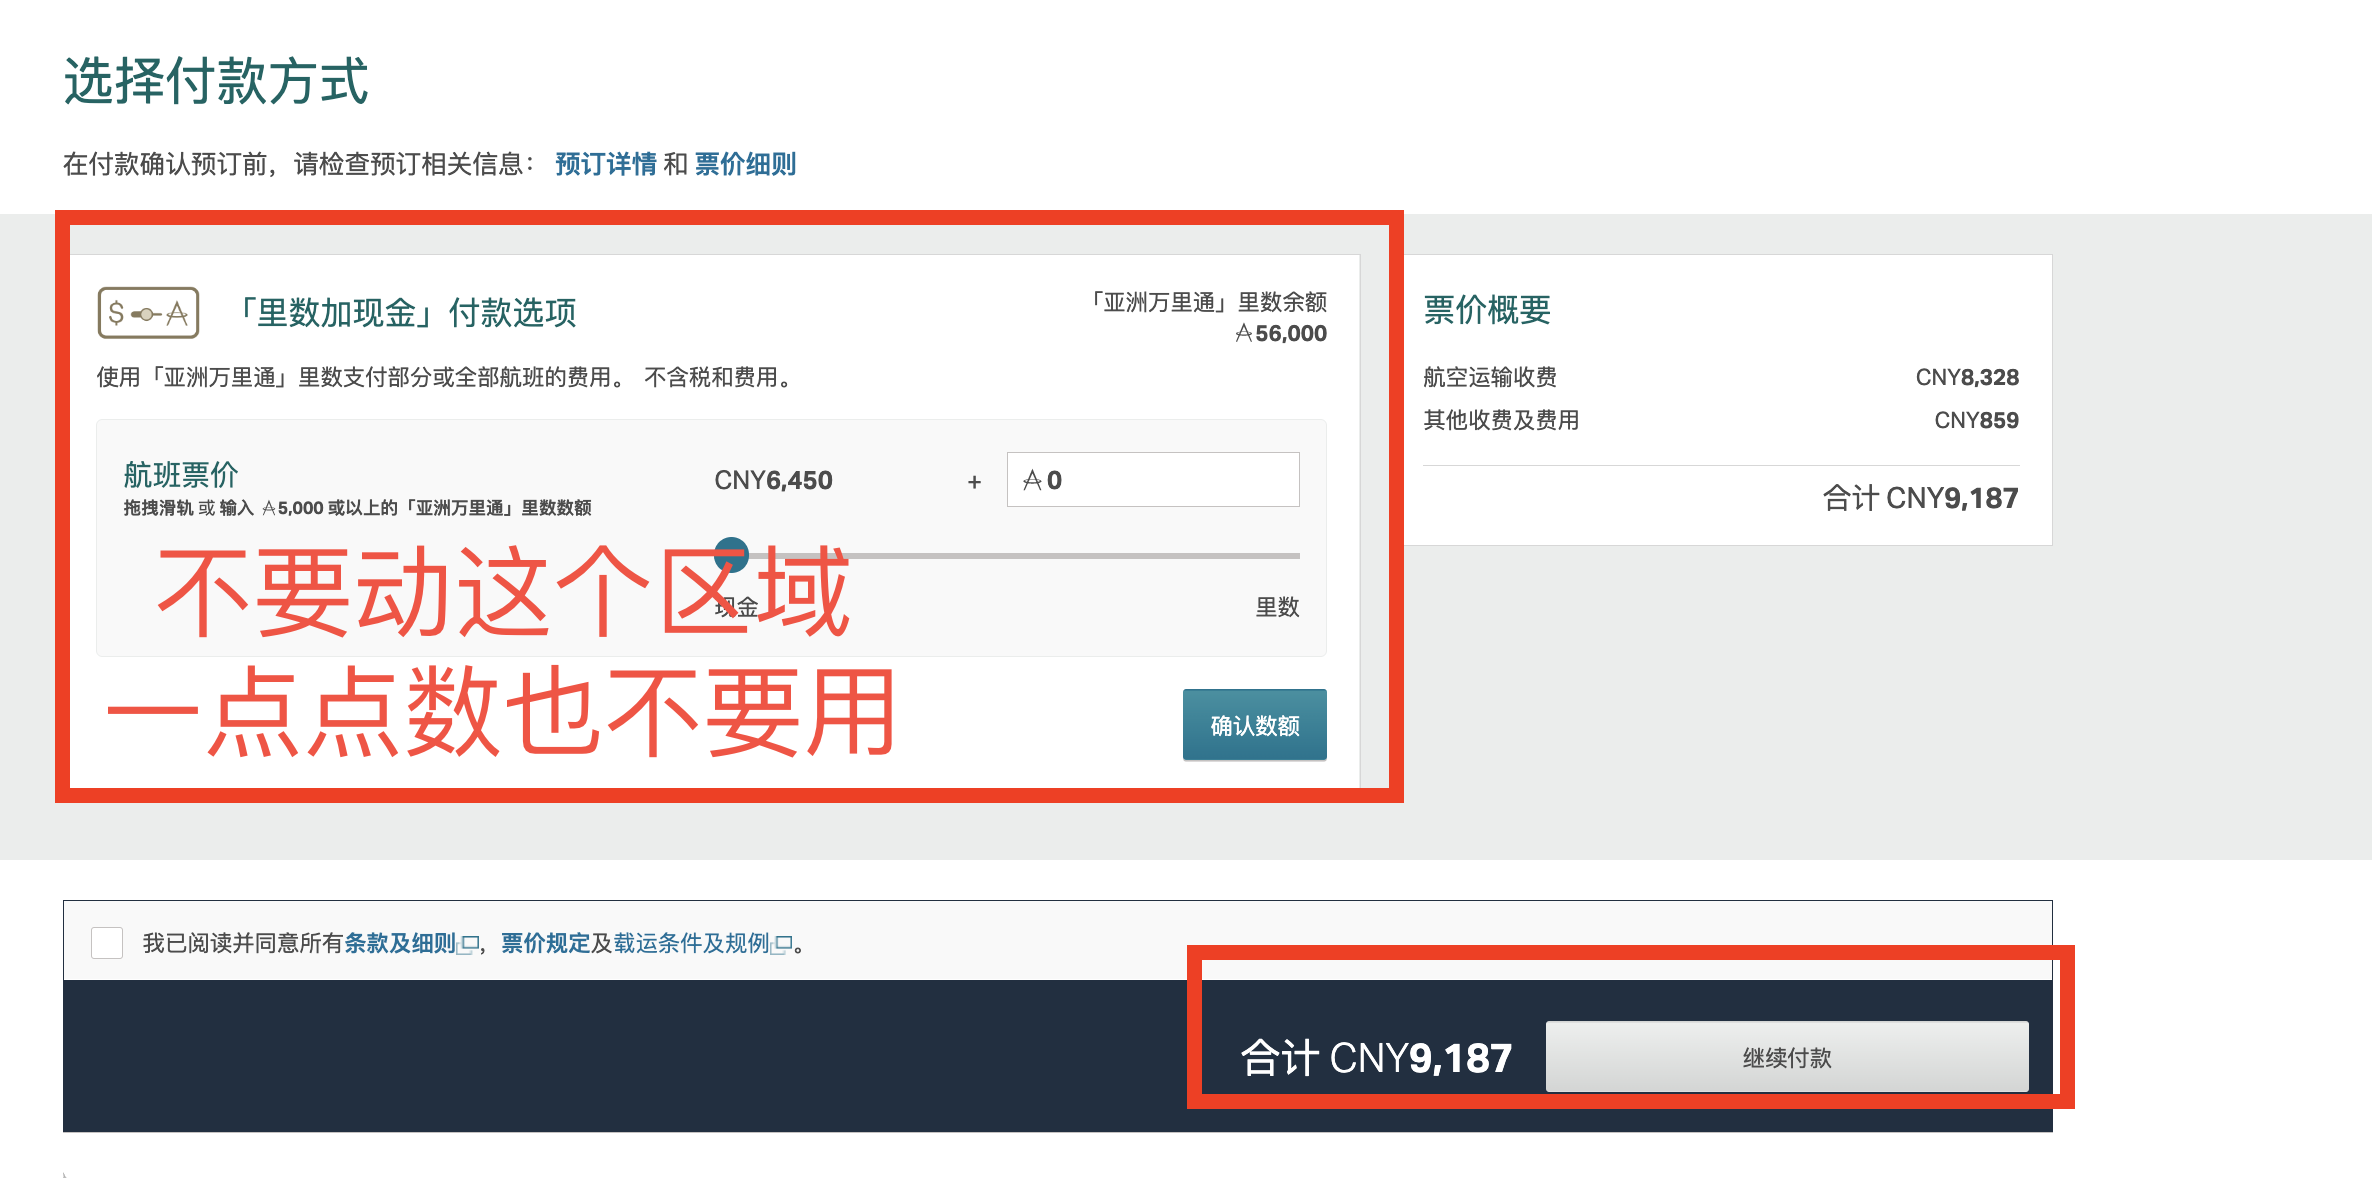 选择付款方式
在付款确认预订前，请检查预订相关信息： 预订详情 和 票价细则
「里数加现金」付款选项
「亚洲万里通」里数余额
56,000
使用「亚洲万里通」里数支付部分或全部航班的费用。 不含税和费用。
航班票价
拖拽滑轨 或 输入 5,000 或以上的「亚洲万里通」里数数额
CNY6,450
+
0
现金
里数
不要动这个区域
一点点数也不要用
确认数额
票价概要
航空运输收费 CNY8,328
其他收费及费用 CNY859
合计 CNY9,187
我已阅读并同意所有条款及细则，票价规定及载运条件及规例。
合计 CNY9,187
继续付款